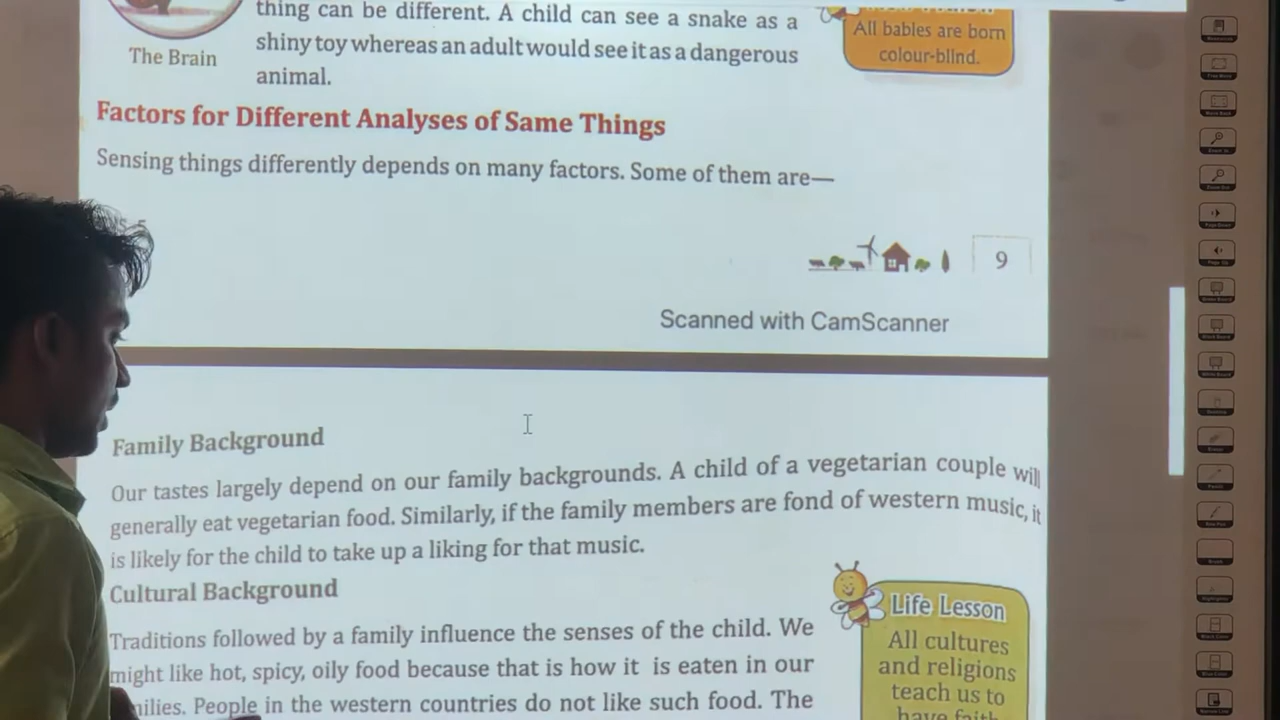 thing can be different. A child can see a snake as a
shiny toy whereas an adult would see it as a dangerous
animal.
The Brain
All babies are born
colour-blind.
Factors for Different Analyses of Same Things
Sensing things differently depends on many factors. Some of them are—
9
Scanned with CamScanner
Family Background
Our tastes largely depend on our family backgrounds. A child of a vegetarian couple will
generally eat vegetarian food. Similarly, if the family members are fond of western music, it
is likely for the child to take up a liking for that music.
Cultural Background
Traditions followed by a family influence the senses of the child. We
might like hot, spicy, oily food because that is how it is eaten in our
milies. People in the western countries do not like such food. The
Life Lesson
All cultures
and religions
teach us to
have faith